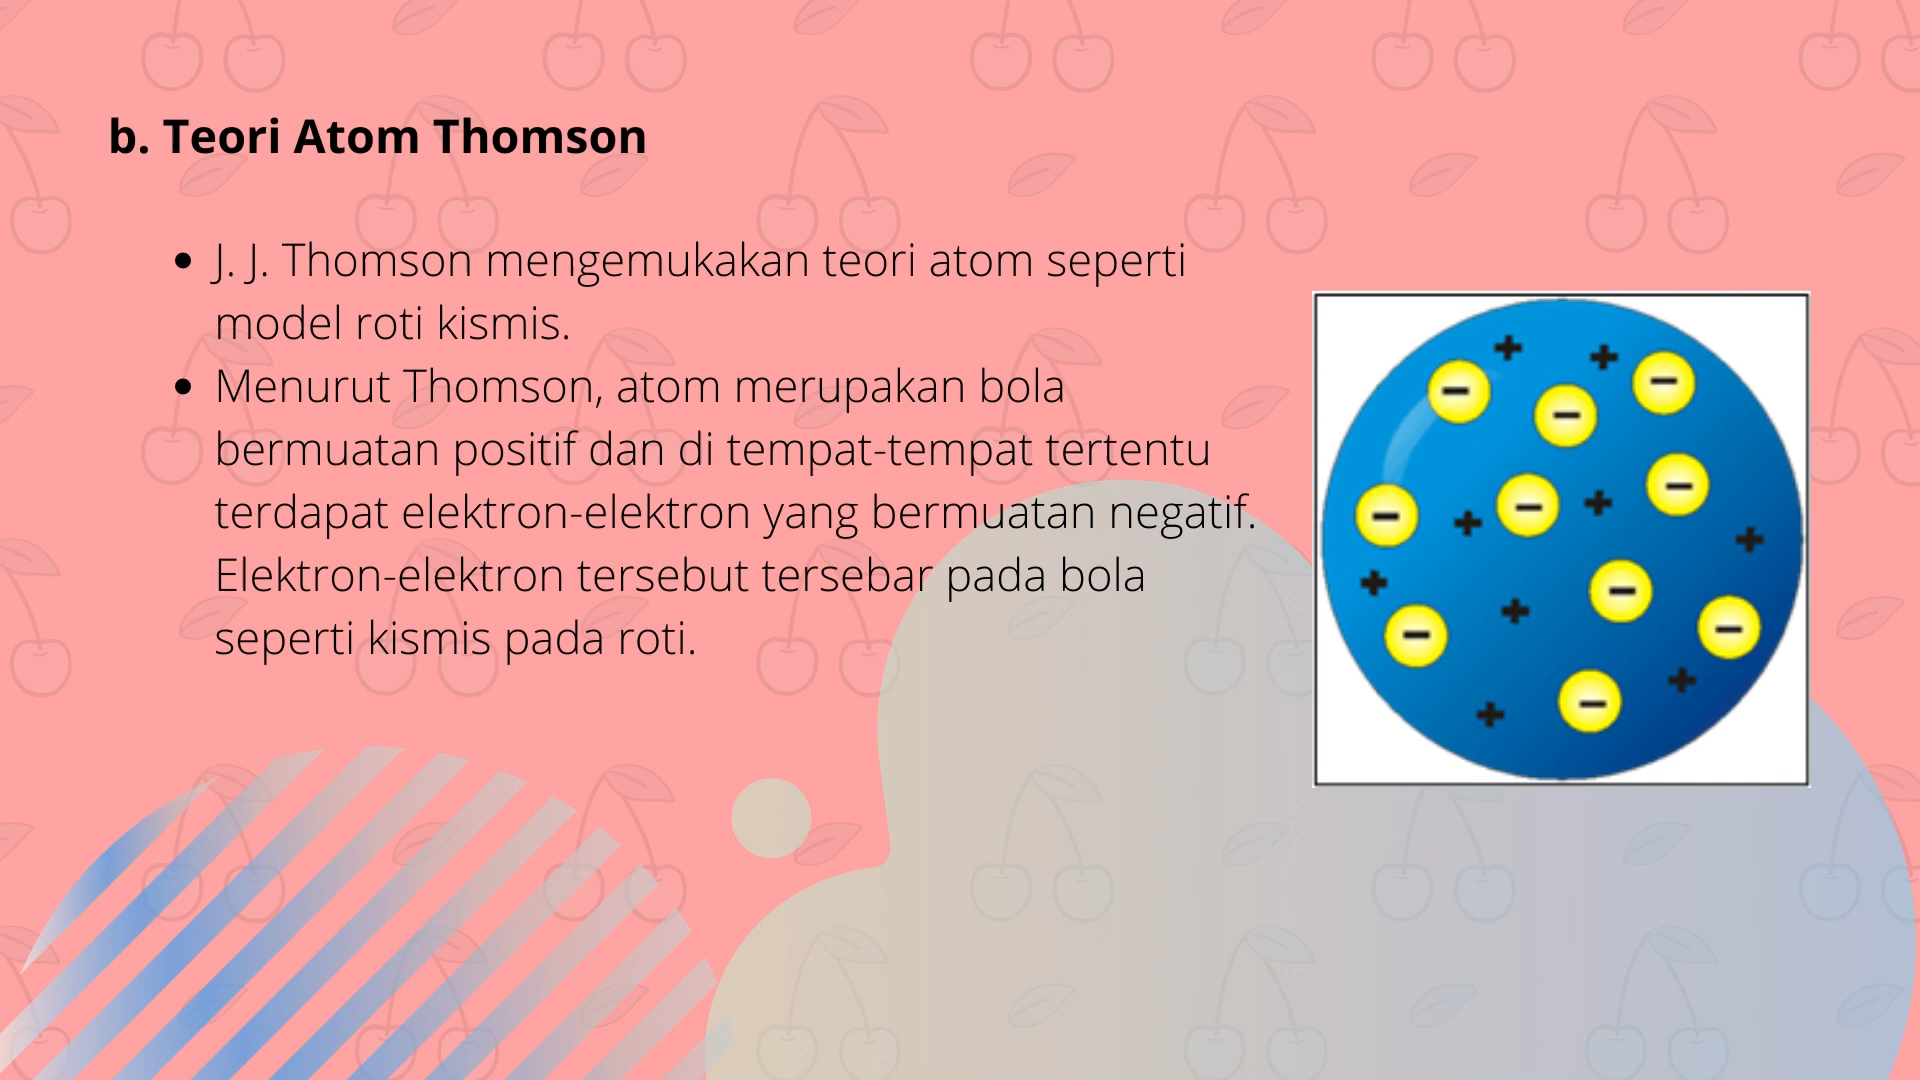 b. Teori Atom Thomson
• J. J. Thomson mengemukakan teori atom seperti
model roti kismis.
• Menurut Thomson, atom merupakan bola
bermuatan positif dan di tempat-tempat tertentu
terdapat elektron-elektron yang bermuatan negatif.
Elektron-elektron tersebut tersebar pada bola
seperti kismis pada roti.